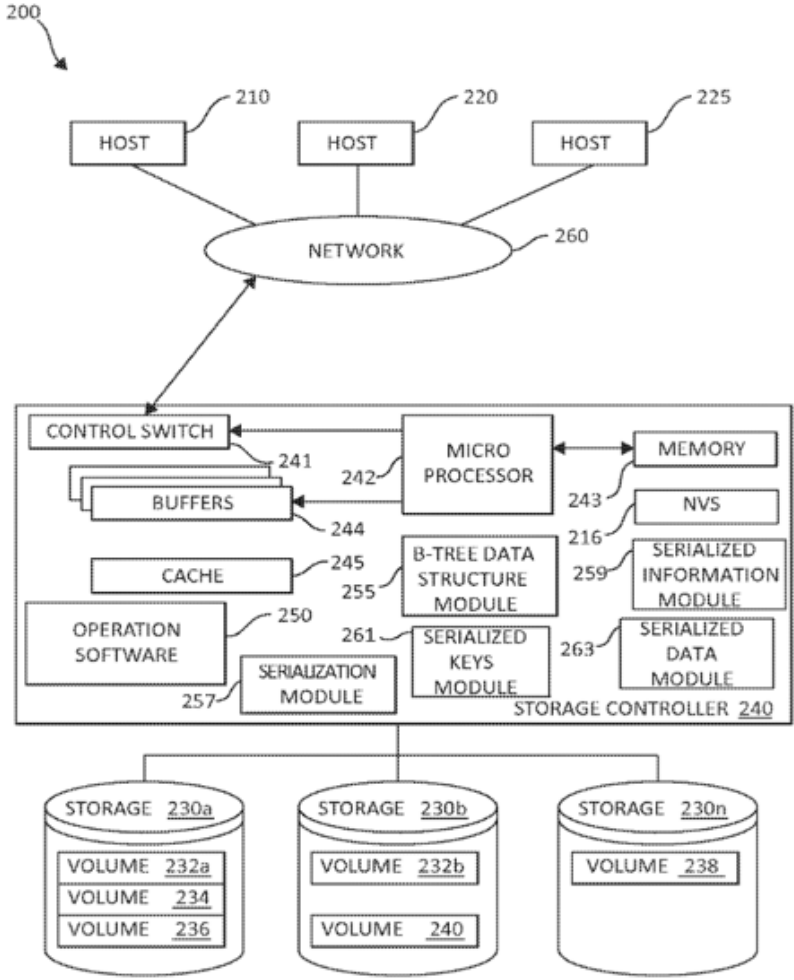 200
210
220
225
HOST
HOST
HOST
NETWORK
260
CONTROL SWITCH
241
MICRO
PROCESSOR
242
MEMORY
243
BUFFERS
244
NVS
216
CACHE
245
B-TREE DATA
STRUCTURE
MODULE
255
SERIALIZED
INFORMATION
MODULE
259
OPERATION
SOFTWARE
250
261
SERIALIZED
KEYS
MODULE
263
SERIALIZED
DATA
MODULE
SERIALIZATION
MODULE
257
STORAGE CONTROLLER 240
STORAGE 230a
VOLUME 232a
VOLUME 234
VOLUME 236
STORAGE 230b
VOLUME 232b
VOLUME 240
STORAGE 230n
VOLUME 238